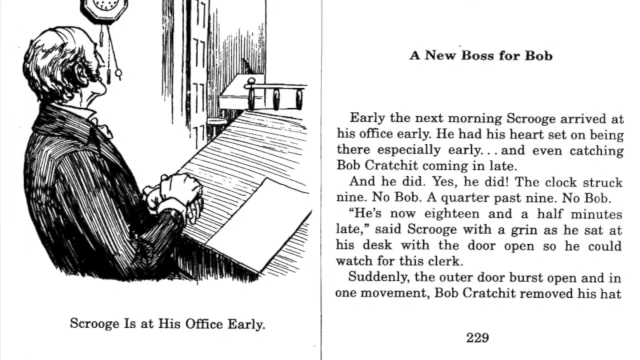 Scrooge Is at His Office Early.
A New Boss for Bob
Early the next morning Scrooge arrived at
his office early. He had his heart set on being
there especially early. . . and even catching
Bob Cratchit coming in late.
And he did. Yes, he did! The clock struck
nine. No Bob. A quarter past nine. No Bob.
“He's now eighteen and a half minutes
late,” said Scrooge with a grin as he sat at
his desk with the door open so he could
watch for this clerk.
Suddenly, the outer door burst open and in
one movement, Bob Cratchit removed his hat
229